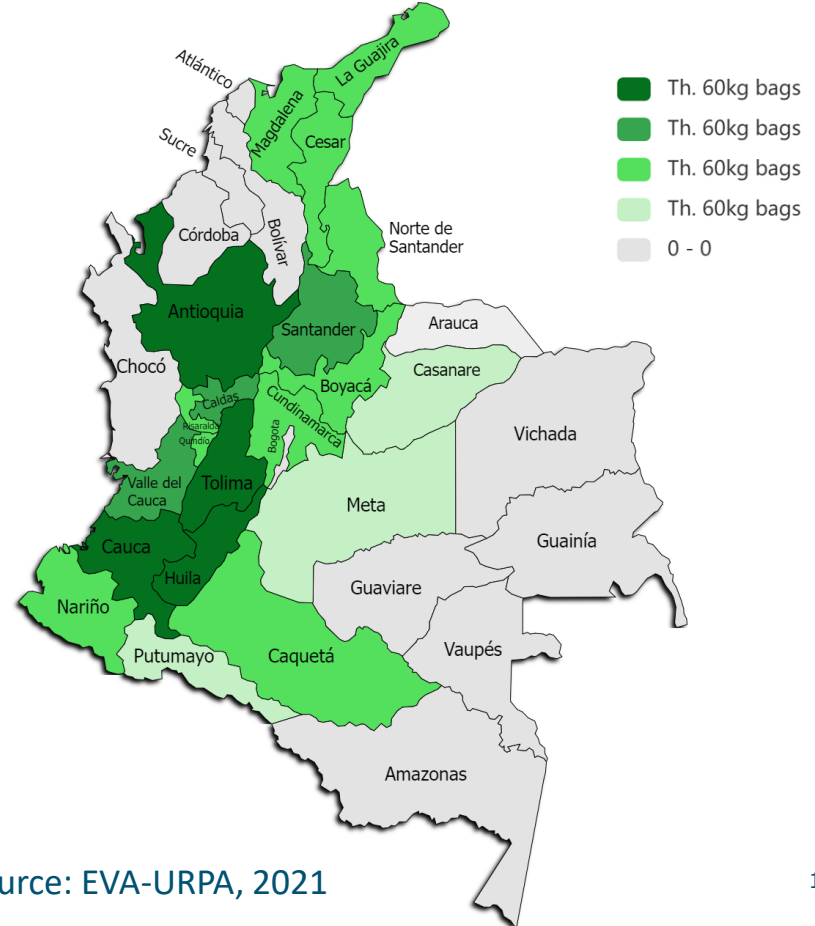 Atlántico
La Guajira
Magdalena
Cesar
Sucre
Th. 60kg bags
Th. 60kg bags
Th. 60kg bags
Th. 60kg bags
0 - 0
Córdoba
Bolívar
Norte de
Santander
Antioquia
Santander
Arauca
Chocó
Boyacá
Casanare
Caldas
Cundinamarca
Risaralda
Quindío
Bogota
Vichada
Valle del
Cauca
Tolima
Meta
Cauca
Huila
Guainía
Guaviare
Nariño
Putumayo
Caquetá
Vaupés
Amazonas
urce: EVA-URPA, 2021
1